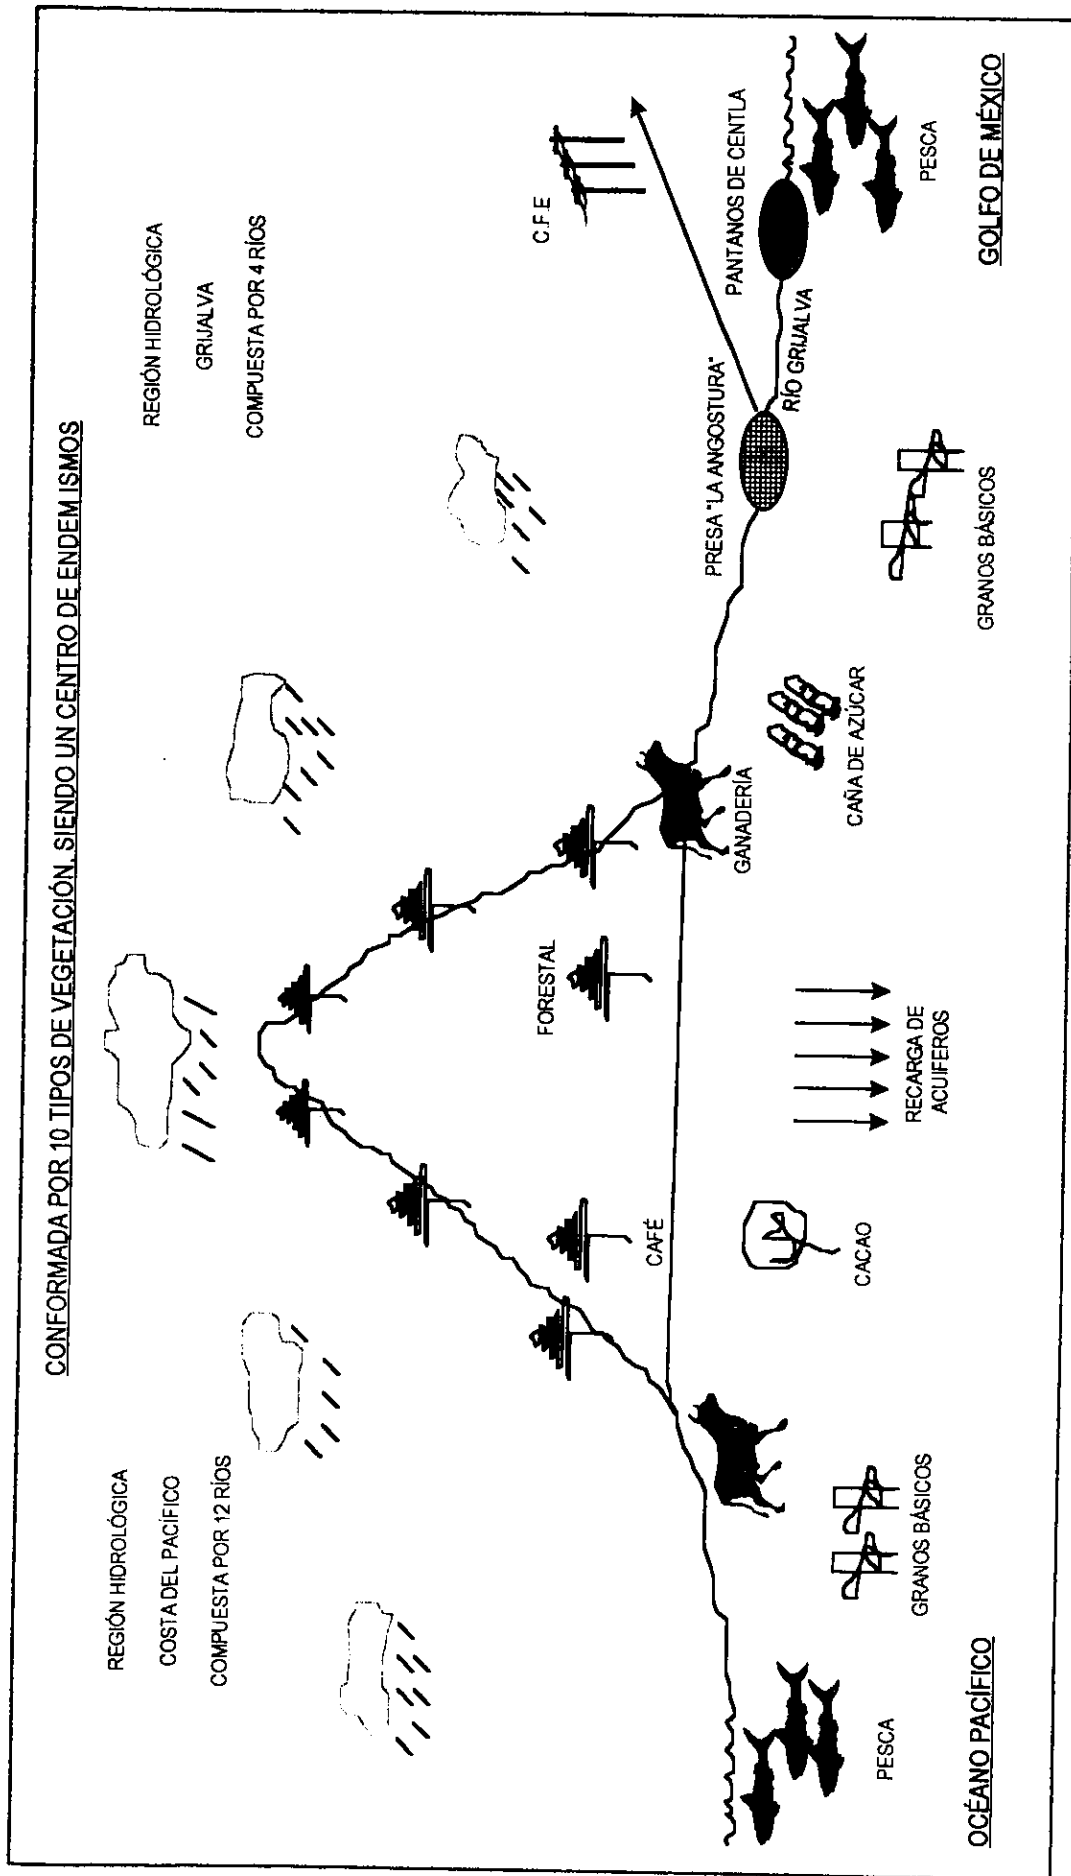 CONFORMADA POR 10 TIPOS DE VEGETACIÓN, SIENDO UN CENTRO DE ENDEMISMOS
REGIÓN HIDROLÓGICA
COSTA DEL PACÍFICO
COMPUESTA POR 12 RÍOS
REGIÓN HIDROLÓGICA
GRIJALVA
COMPUESTA POR 4 RÍOS
C.F.E
FORESTAL
CAFÉ
GANADERÍA
PRESA "LA ANGOSTURA"
PANTANOS DE CENTLA
RÍO GRIJALVA
PESCA
GRANOS BÁSICOS
CACAO
RECARGA DE
ACUIFEROS
CAÑA DE AZÚCAR
GRANOS BÁSICOS
PESCA
OCÉANO PACÍFICO
GOLFO DE MÉXICO